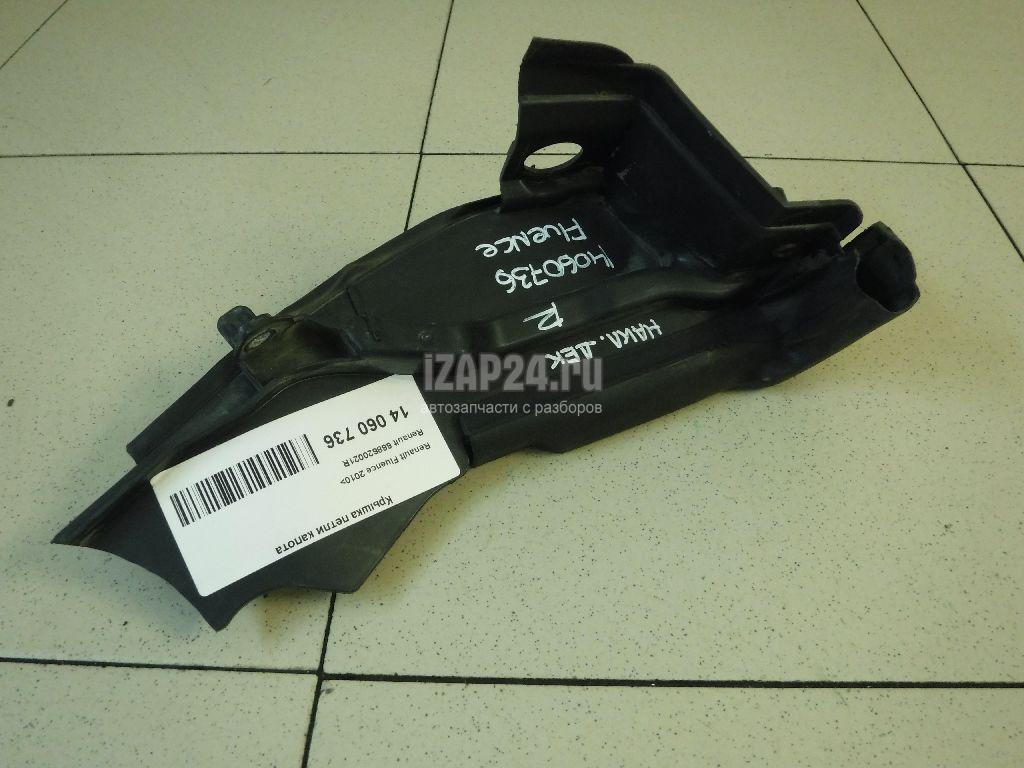 Fluence
14060736
R
НАКЛ. ДЕК
iZAP24.ru
автозапчасти с разборов
Крышка петли капота
Renault Fluence 2010>
Renault 668620021R
14 060 736